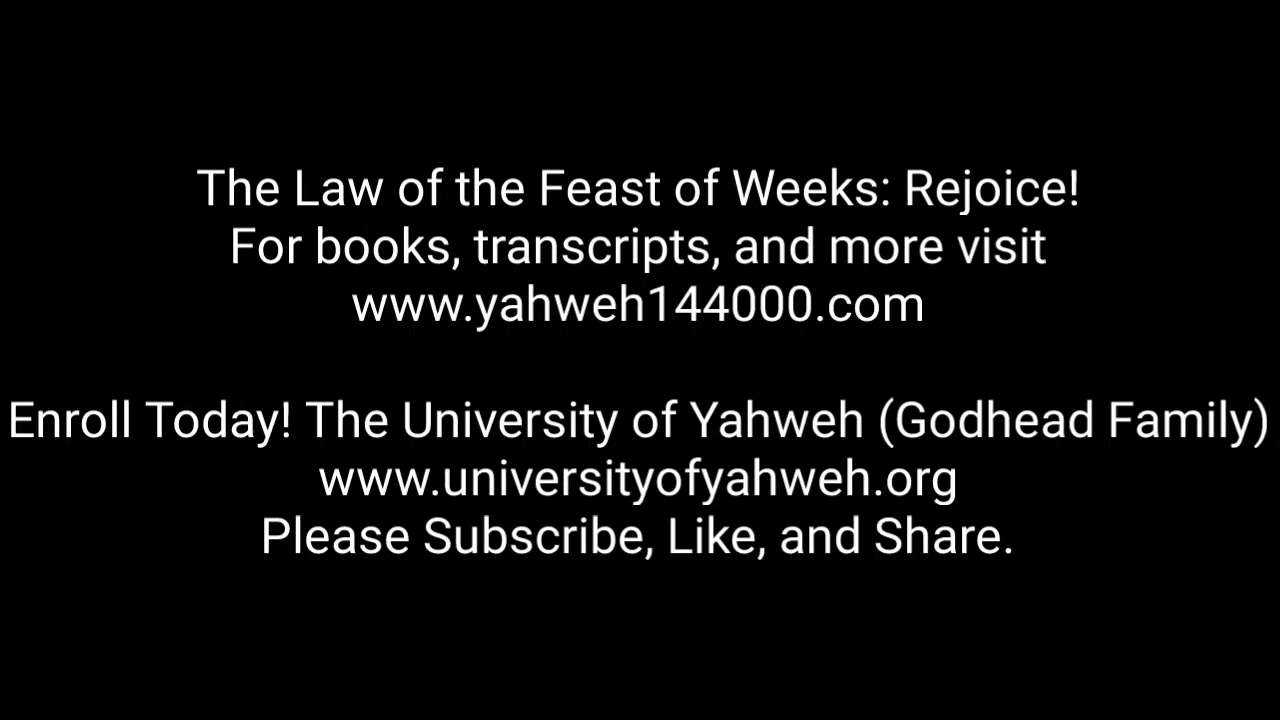 The Law of the Feast of Weeks: Rejoice!
For books, transcripts, and more visit
www.yahweh144000.com
Enroll Today! The University of Yahweh (Godhead Family)
www.universityofyahweh.org
Please Subscribe, Like, and Share.